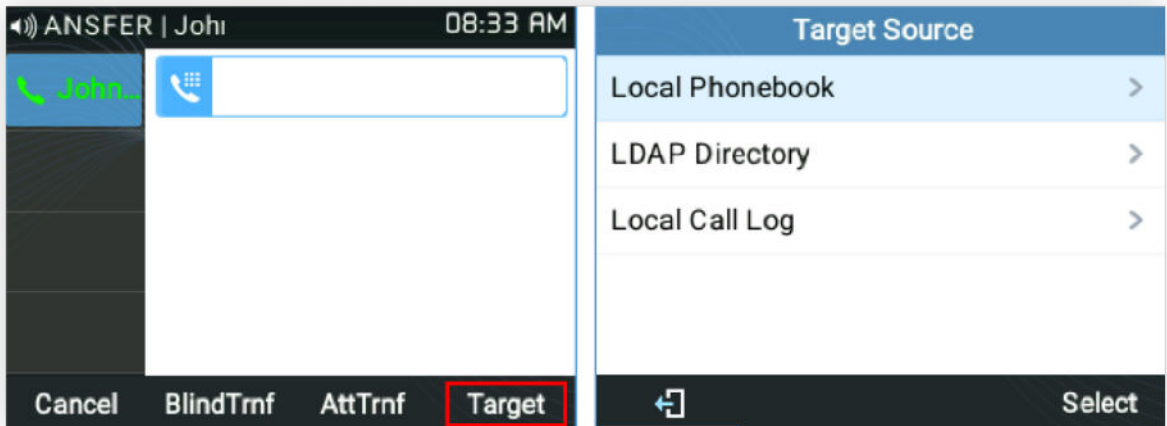 ANSFER | Johı
08:33 AM
John...
Cancel BlindTrnf AttTrnf Target
Target Source
Local Phonebook
LDAP Directory
Local Call Log
Select